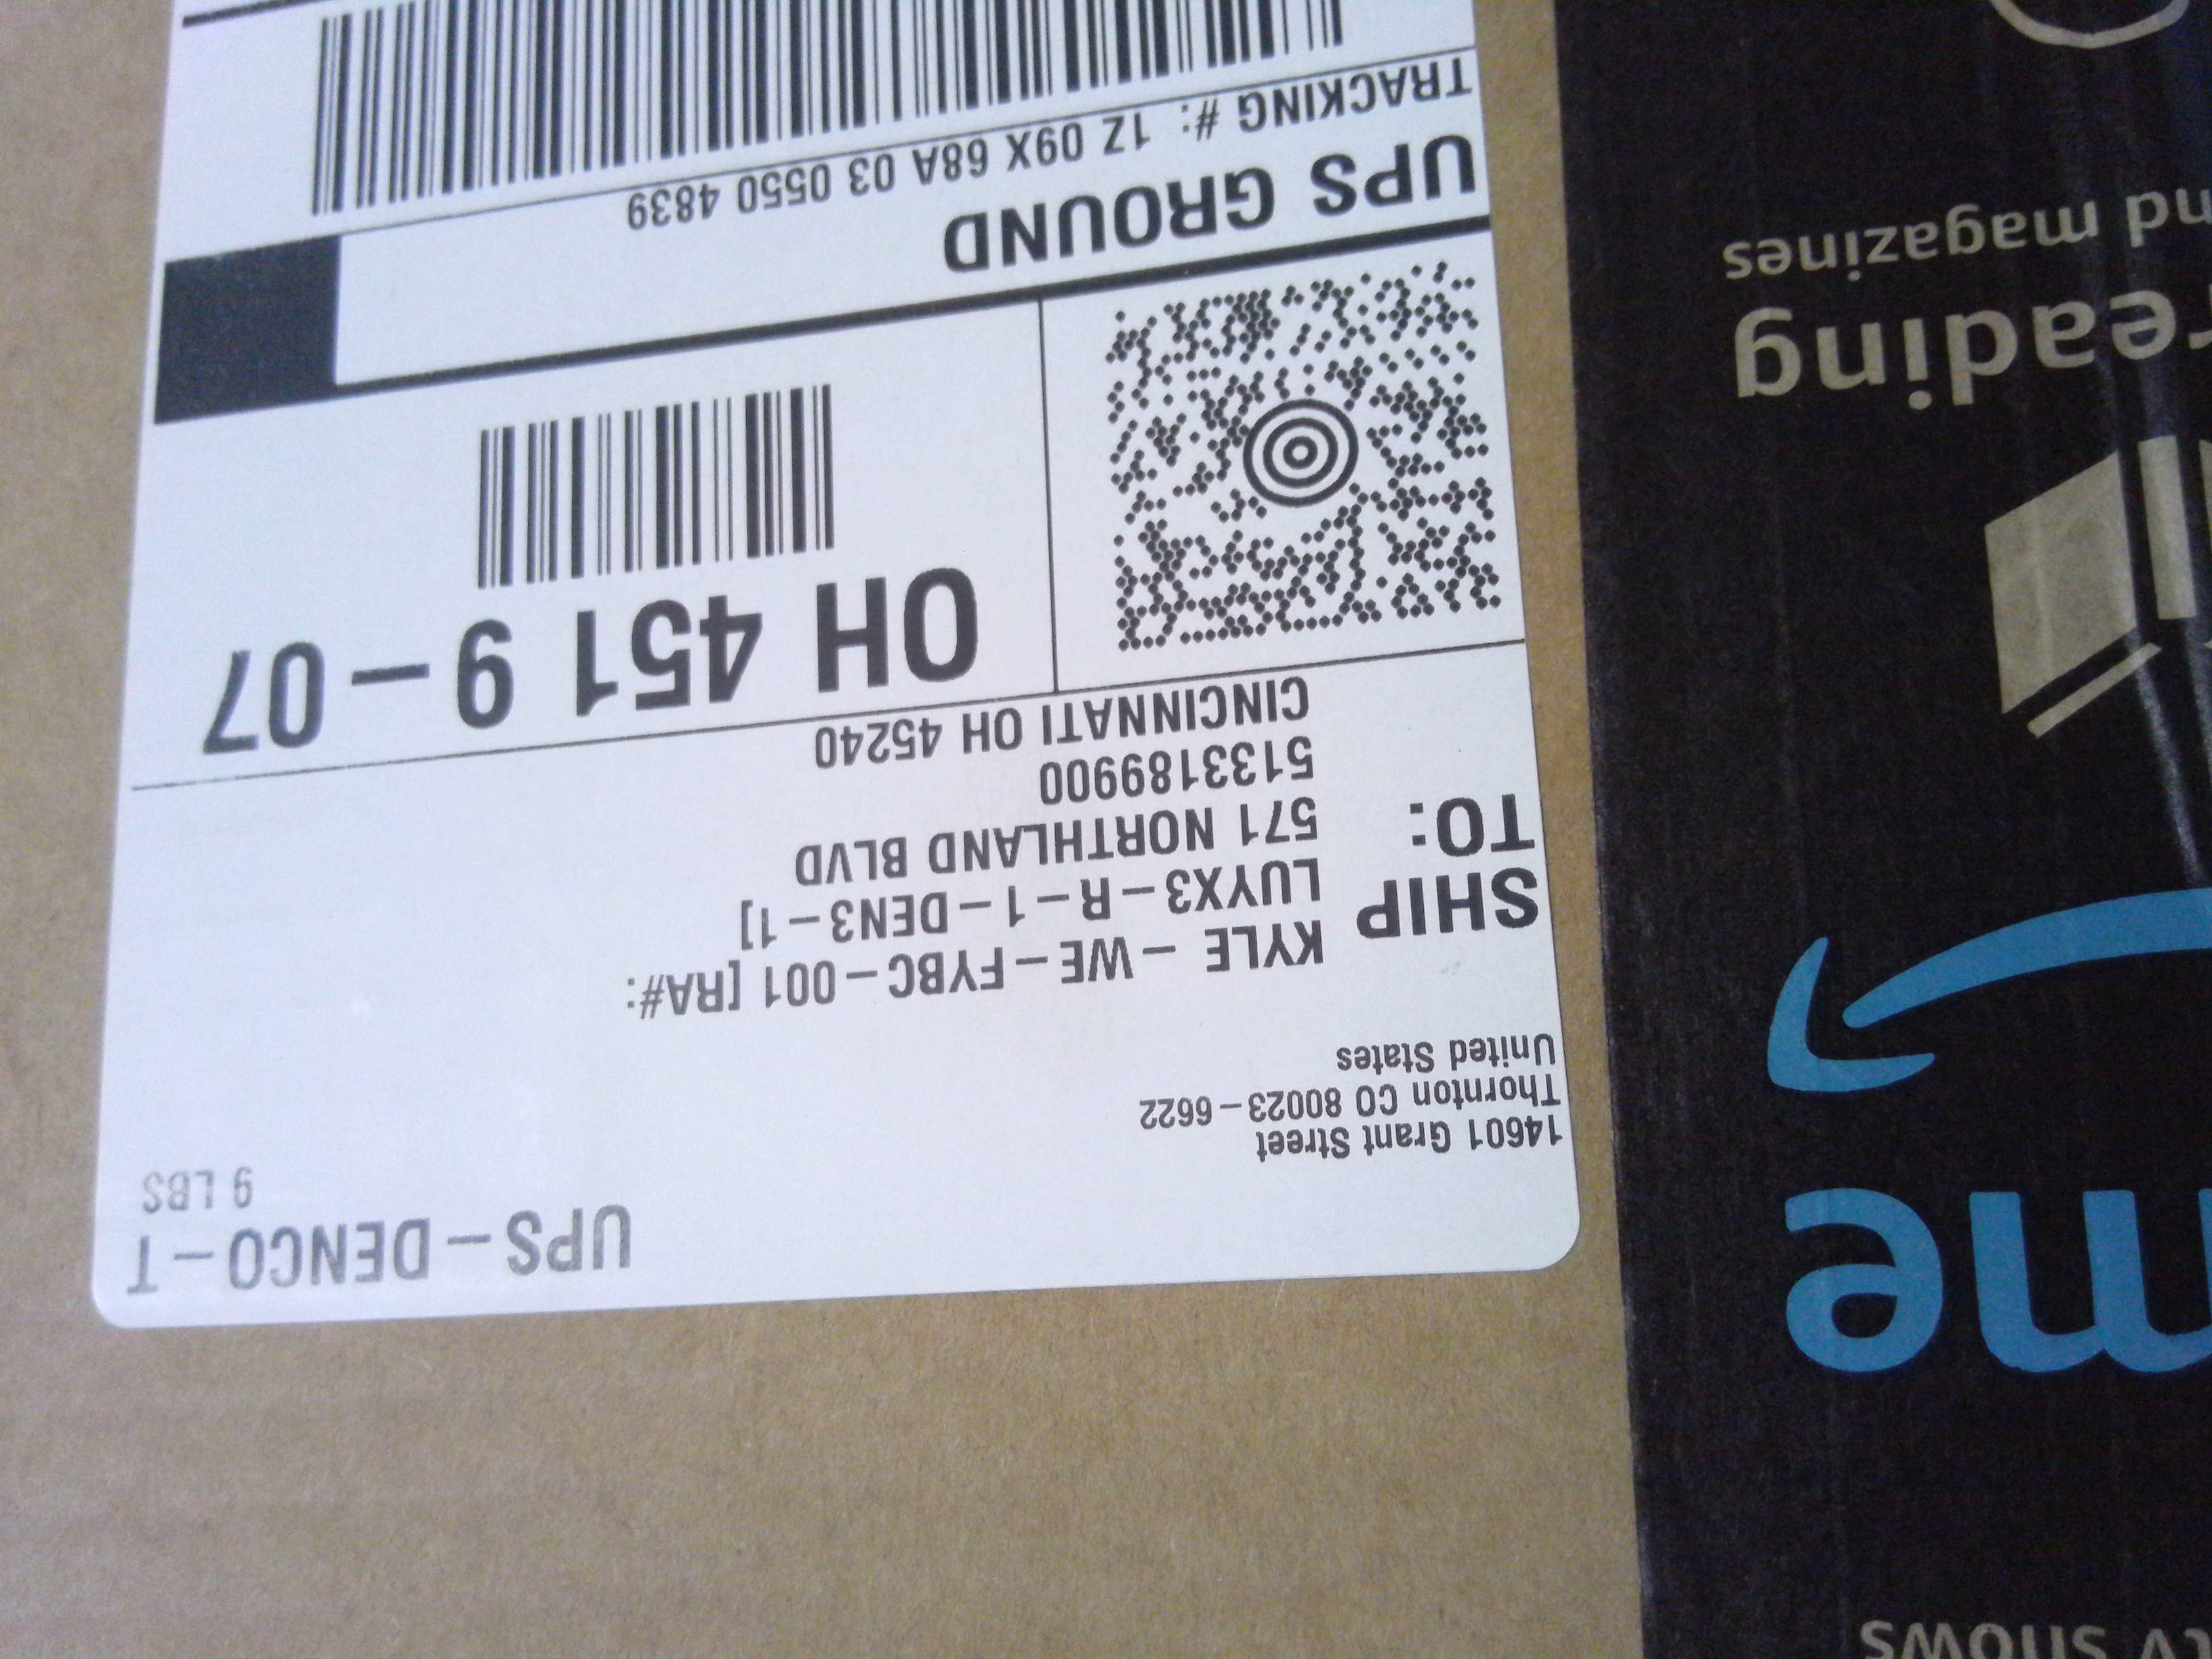 UPS-DENCO-T
9 LBS
14601 Grant Street
Thornton CO 80023-6622
United States
SHIP
TO:
KYLE - WE-FYBC-001 [RA#:
LUYX3-R-1-DEN3-1]
571 NORTHLAND BLVD
5133189900
CINCINNATI OH 45240
OH 451 9-07
UPS GROUND
TRACKING #: 1Z 09X 68A 03 0550 4839
me
eading
nd magazines